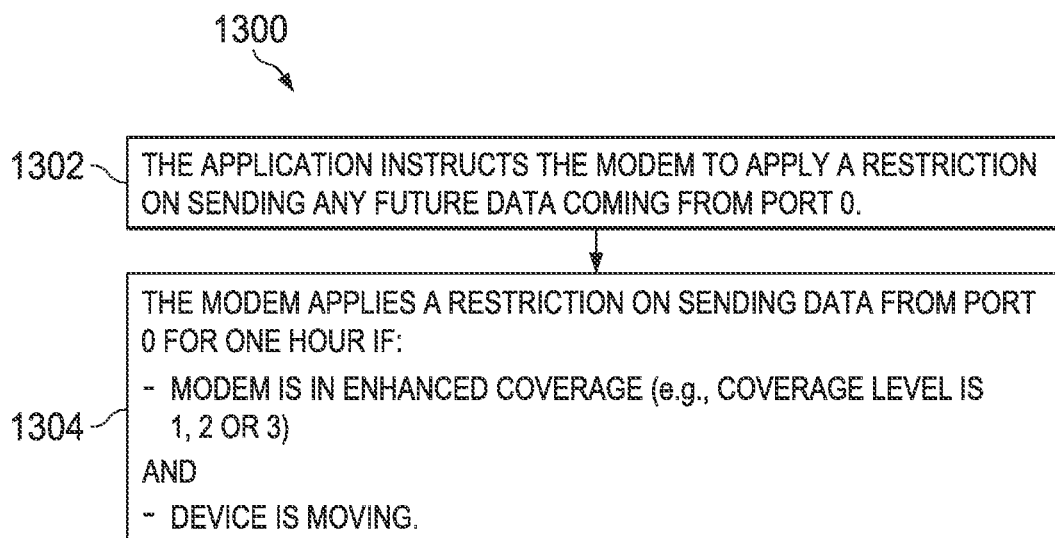 1300
1302
THE APPLICATION INSTRUCTS THE MODEM TO APPLY A RESTRICTION
ON SENDING ANY FUTURE DATA COMING FROM PORT 0.
THE MODEM APPLIES A RESTRICTION ON SENDING DATA FROM PORT
0 FOR ONE HOUR IF:
- MODEM IS IN ENHANCED COVERAGE (e.g., COVERAGE LEVEL IS
1, 2 OR 3)
1304
AND
- DEVICE IS MOVING.